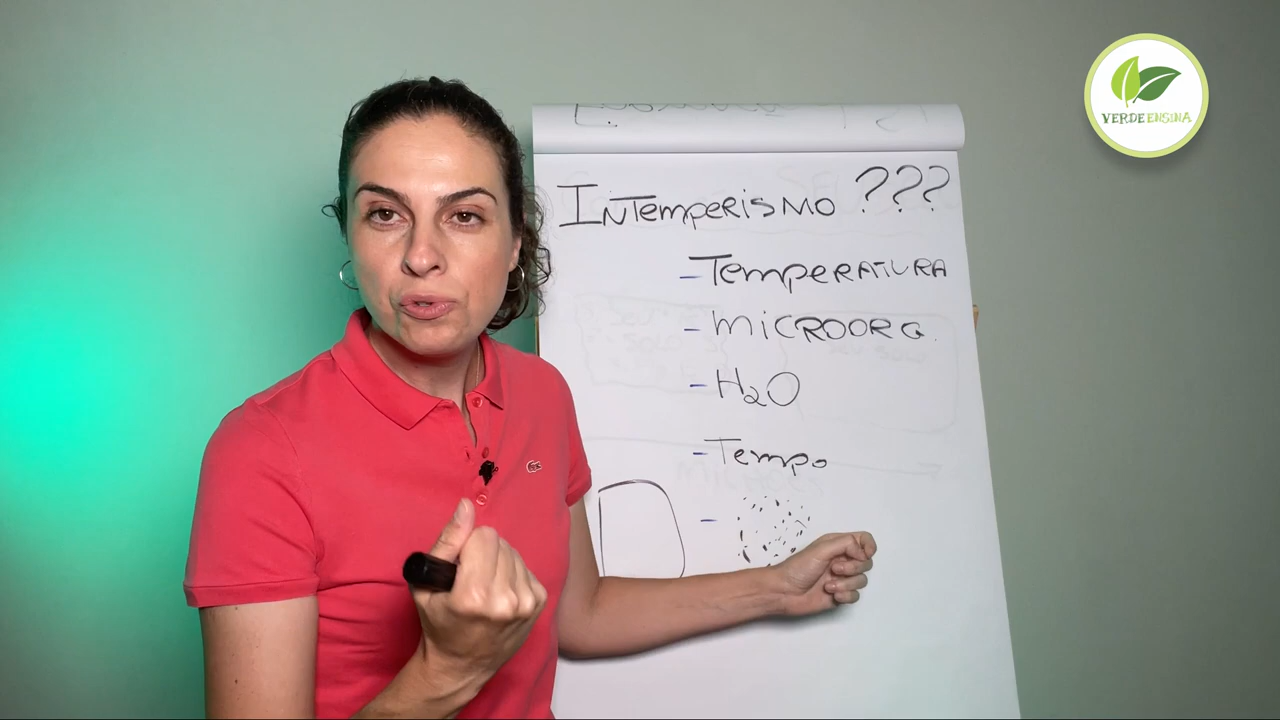 VERDE ENSINA
INTEMPERISMO ???
- TEMPERATURA
- MICROORG.
- H2O
- Tempo
-